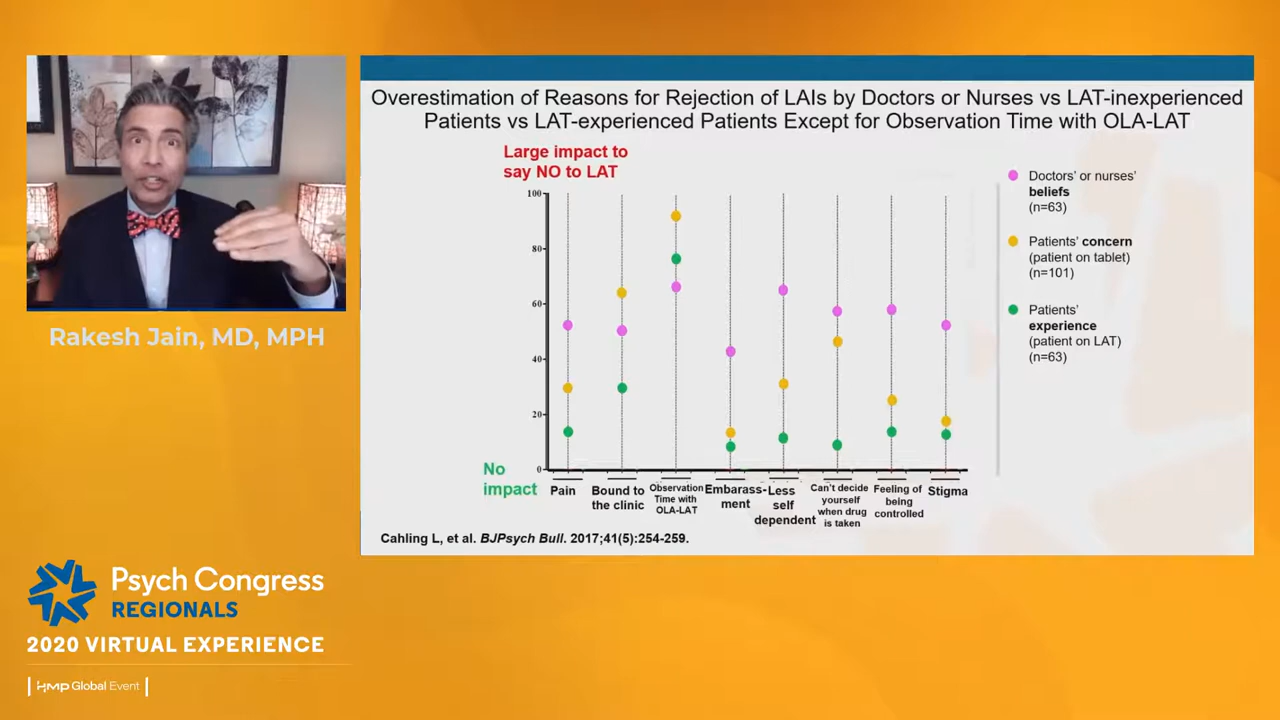 Overestimation of Reasons for Rejection of LAIs by Doctors or Nurses vs LAT-inexperienced
Patients vs LAT-experienced Patients Except for Observation Time with OLA-LAT
Large impact to
say NO to LAT
100
80
60
40
20
0
No
impact
Pain
Bound to
the clinic
Observation
Time with
OLA-LAT
Embarass-
ment
Less
self
dependent
Can't decide
yourself
when drug
is taken
Feeling of
being
controlled
Stigma
Doctors' or nurses'
beliefs
(n=63)
Patients' concern
(patient on tablet)
(n=101)
Patients'
experience
(patient on LAT)
(n=63)
Cahling L, et al. BJPsych Bull. 2017;41(5):254-259.
Rakesh Jain, MD, MPH
Psych Congress
REGIONALS
2020 VIRTUAL EXPERIENCE
HMP Global Event